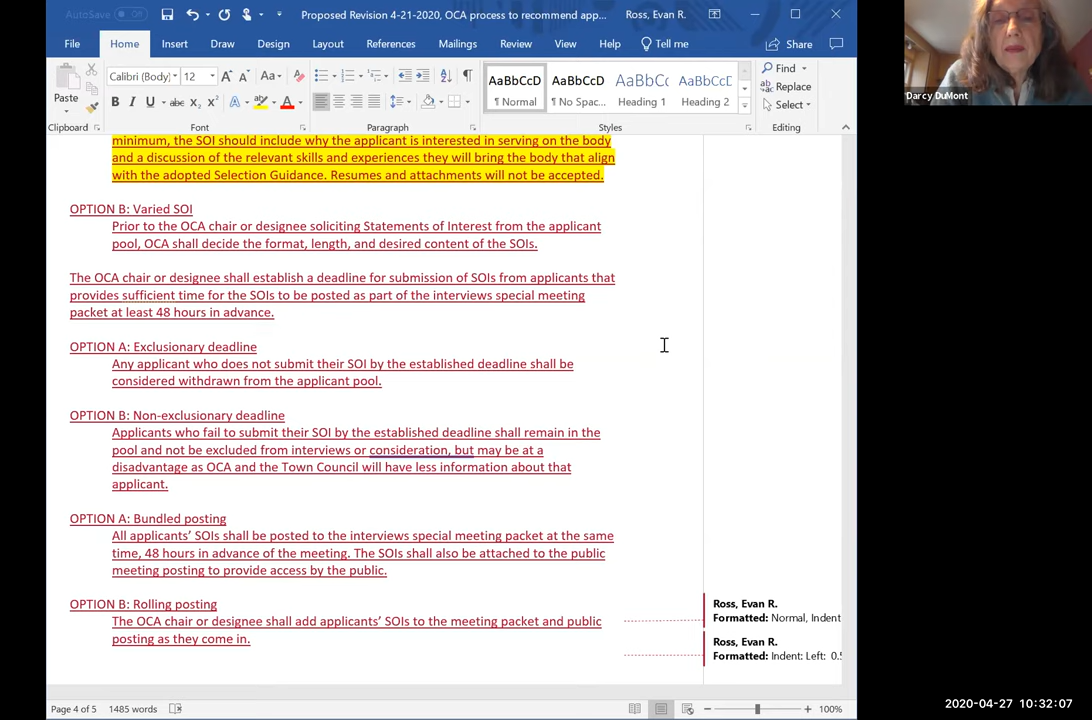 AutoSave Off
Proposed Revision 4-21-2020, OCA process to recommend app...
Ross, Evan R.
File Home Insert Draw Design Layout References Mailings Review View Help Tell me Share
Paste
Calibri (Body) 12
Find
Replace
Select
AaBbCcD AaBbCcD AaBbCc AaBbCcD
¶ Normal ¶ No Spac... Heading 1 Heading 2
Clipboard Font Paragraph Styles Editing
Darcy DuMont
minimum, the SOI should include why the applicant is interested in serving on the body
and a discussion of the relevant skills and experiences they will bring the body that align
with the adopted Selection Guidance. Resumes and attachments will not be accepted.
OPTION B: Varied SOI
Prior to the OCA chair or designee soliciting Statements of Interest from the applicant
pool, OCA shall decide the format, length, and desired content of the SOIs.
The OCA chair or designee shall establish a deadline for submission of SOIs from applicants that
provides sufficient time for the SOIs to be posted as part of the interviews special meeting
packet at least 48 hours in advance.
OPTION A: Exclusionary deadline
Any applicant who does not submit their SOI by the established deadline shall be
considered withdrawn from the applicant pool.
OPTION B: Non-exclusionary deadline
Applicants who fail to submit their SOI by the established deadline shall remain in the
pool and not be excluded from interviews or consideration, but may be at a
disadvantage as OCA and the Town Council will have less information about that
applicant.
OPTION A: Bundled posting
All applicants' SOIs shall be posted to the interviews special meeting packet at the same
time, 48 hours in advance of the meeting. The SOIs shall also be attached to the public
meeting posting to provide access by the public.
OPTION B: Rolling posting
The OCA chair or designee shall add applicants' SOIs to the meeting packet and public
posting as they come in.
Ross, Evan R.
Formatted: Normal, Indent
Ross, Evan R.
Formatted: Indent: Left: 0.5
Page 4 of 5 1485 words
100%
2020-04-27 10:32:07